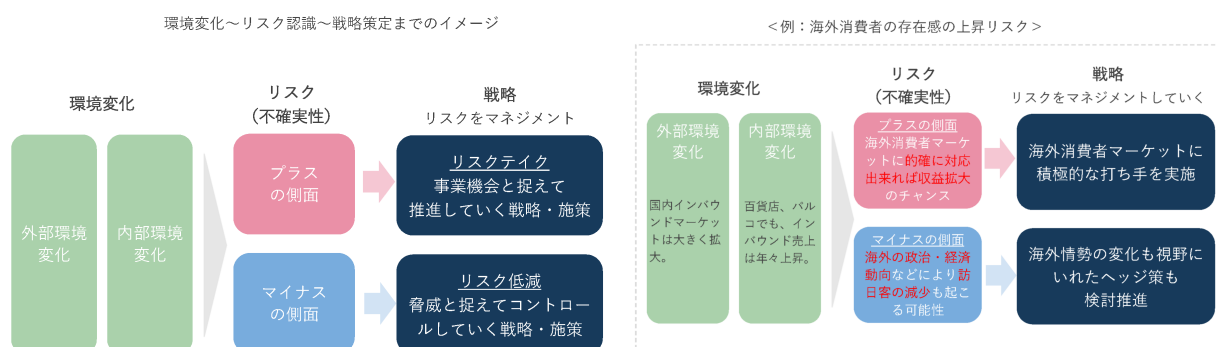 環境変化～リスク認識～戦略策定までのイメージ
環境変化
リスク
（不確実性）
戦略
リスクをマネジメント
外部環境
変化
内部環境
変化
プラス
の側面
リスクテイク
事業機会と捉えて
推進していく戦略・施策
マイナス
の側面
リスク低減
脅威と捉えてコントロー
ルしていく戦略・施策
＜例：海外消費者の存在感の上昇リスク＞
環境変化
リスク
（不確実性）
戦略
リスクをマネジメントしていく
外部環境
変化
国内インバウ
ンドマーケッ
トは大きく拡
大。
内部環境
変化
百貨店、パル
コでも、イン
バウンド売上
は年々上昇。
プラスの側面
海外消費者マーケ
ットに的確に対応
出来れば収益拡大
のチャンス
海外消費者マーケットに
積極的な打ち手を実施
マイナスの側面
海外の政治・経済
動向などにより訪
日客の減少も起こ
る可能性
海外情勢の変化も視野に
いれたヘッジ策も
検討推進